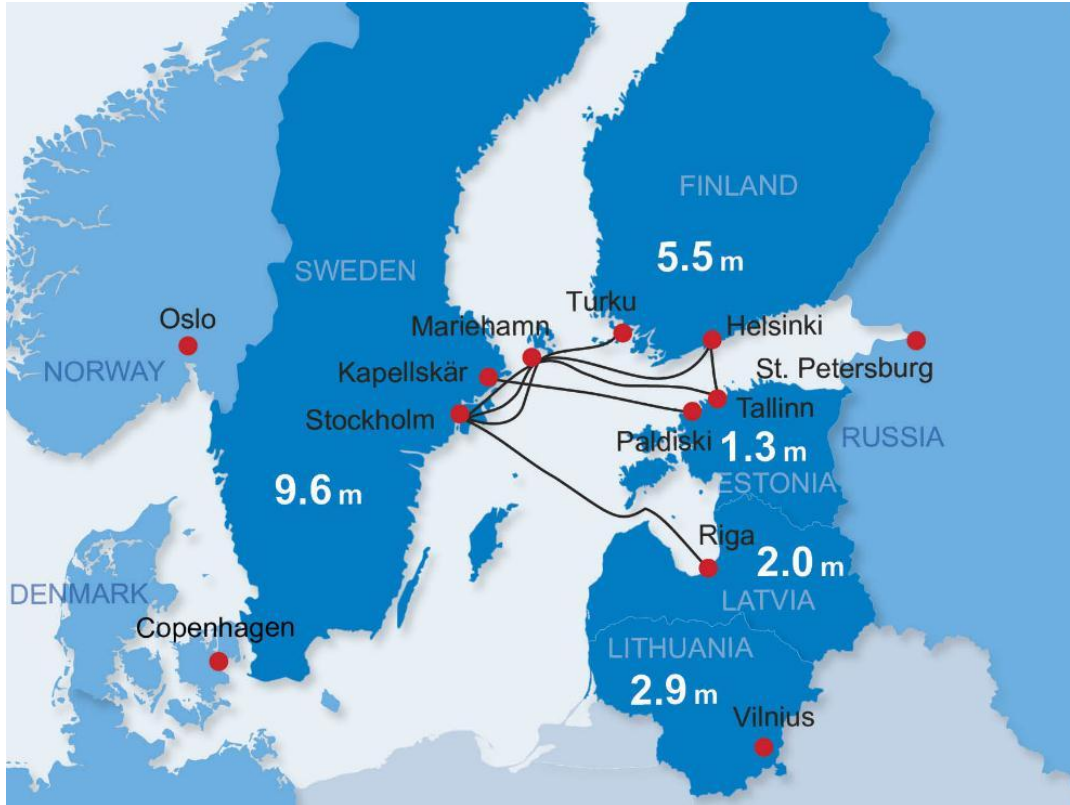 FINLAND
5.5 m
SWEDEN
Turku
Oslo
Mariehamn
Helsinki
NORWAY
Kapellskär
St. Petersburg
Stockholm
Tallinn
Paldiski
1.3 m
RUSSIA
9.6 m
ESTONIA
Riga
2.0 m
DENMARK
LATVIA
Copenhagen
LITHUANIA
2.9 m
Vilnius